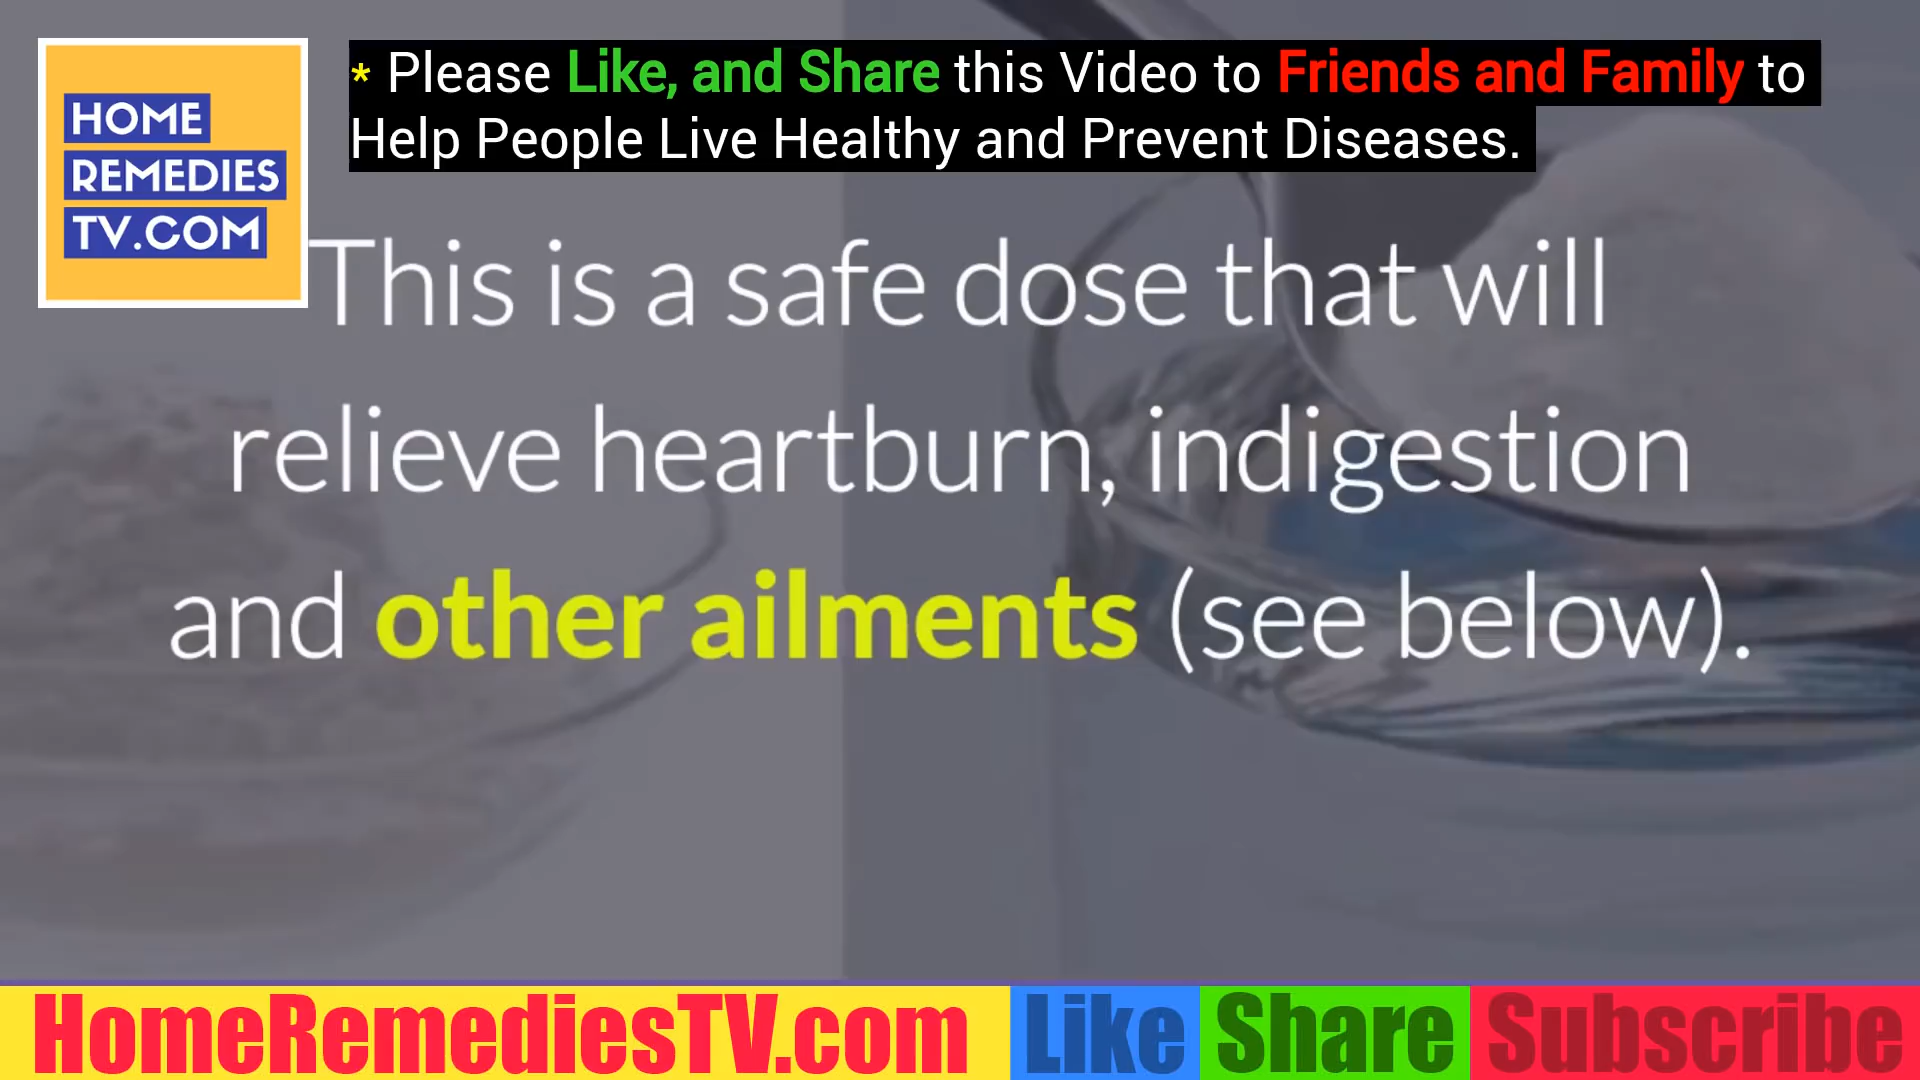 HOME
REMEDIES
TV.COM
* Please Like, and Share this Video to Friends and Family to
Help People Live Healthy and Prevent Diseases.
This is a safe dose that will
relieve heartburn, indigestion
and other ailments (see below).
HomeRemediesTV.com Like Share Subscribe